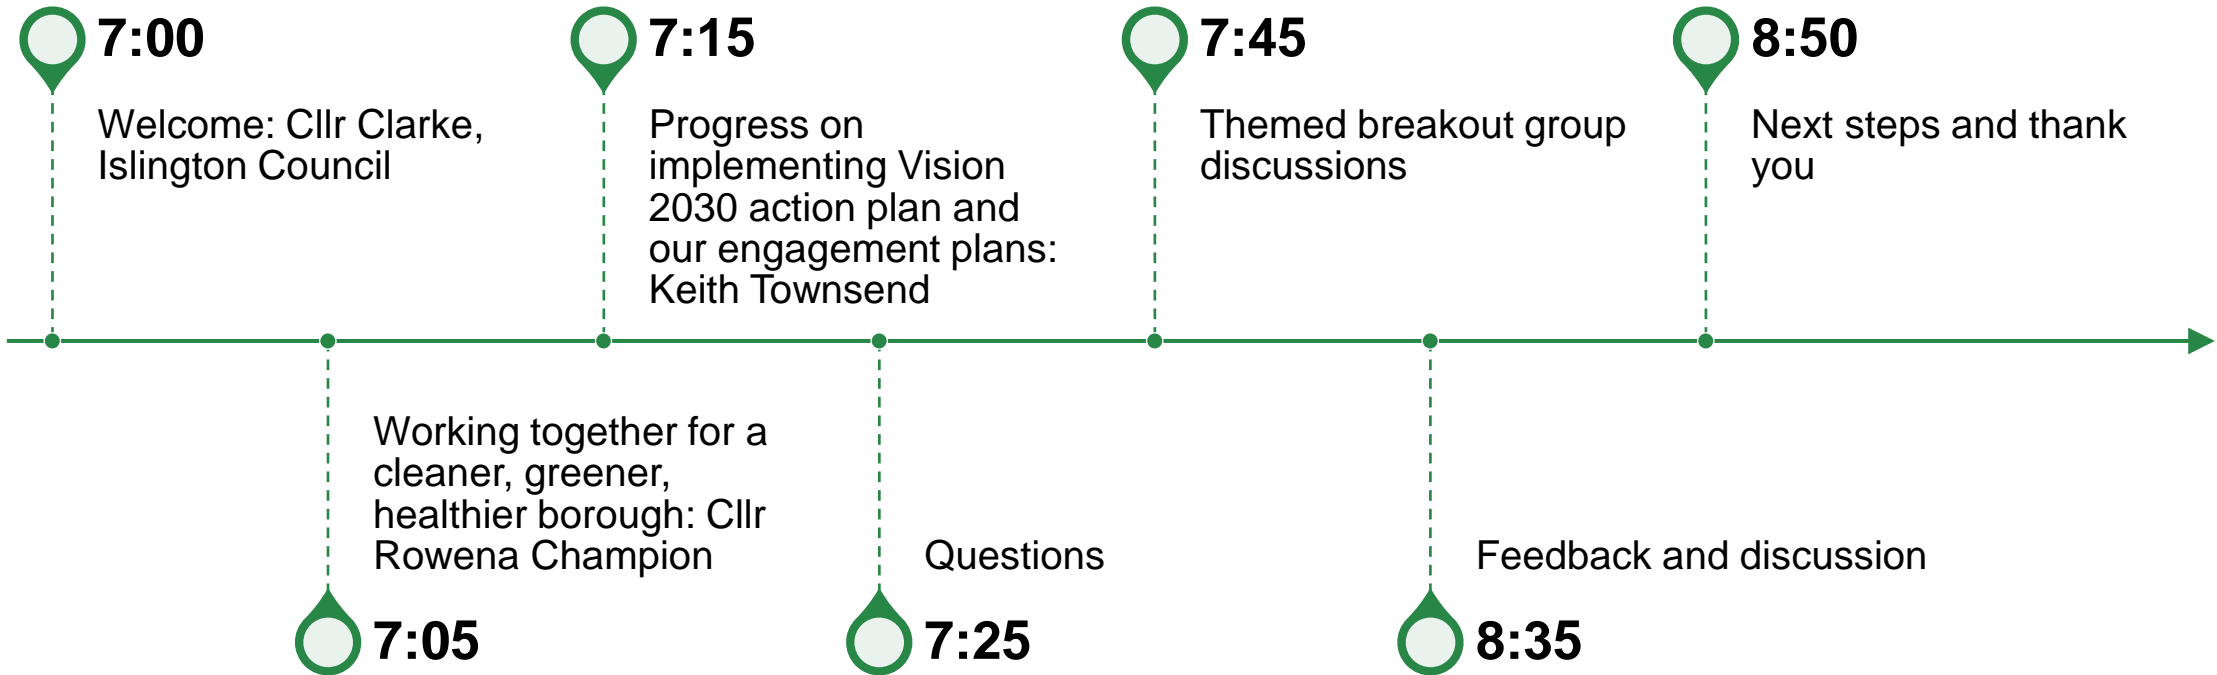 7:00
Welcome: Cllr Clarke,
Islington Council
7:05
Working together for a
cleaner, greener,
healthier borough: Cllr
Rowena Champion
7:15
Progress on
implementing Vision
2030 action plan and
our engagement plans:
Keith Townsend
7:25
Questions
7:45
Themed breakout group
discussions
8:35
Feedback and discussion
8:50
Next steps and thank
you